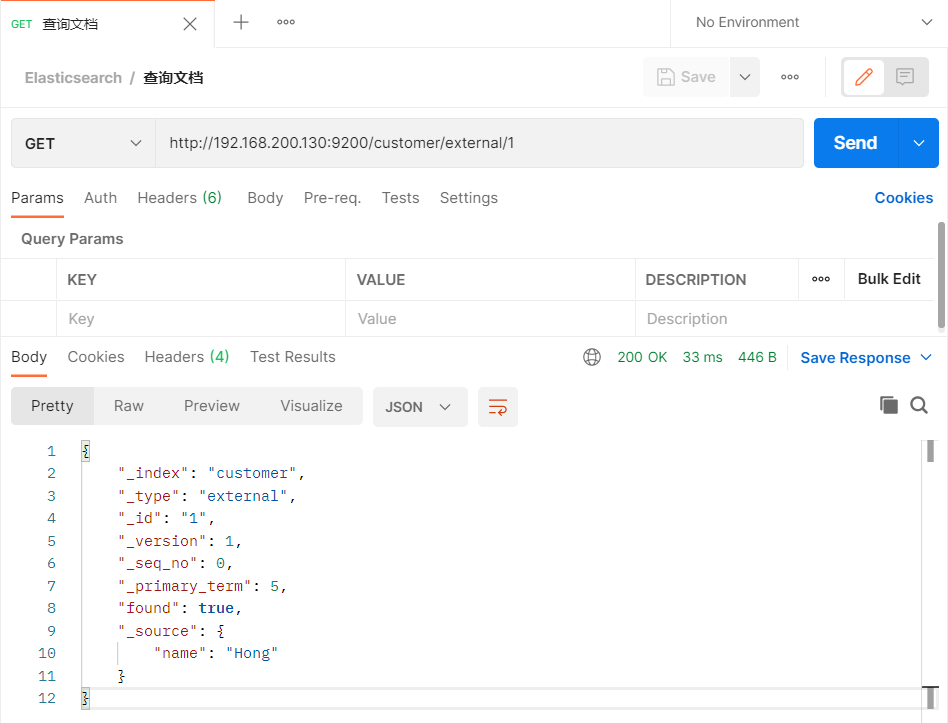 GET 查询文档
No Environment
Elasticsearch / 查询文档
Save
GET http://192.168.200.130:9200/customer/external/1 Send
Params Auth Headers (6) Body Pre-req. Tests Settings Cookies
Query Params
KEY VALUE DESCRIPTION Bulk Edit
Key Value Description
Body Cookies Headers (4) Test Results 200 OK 33 ms 446 B Save Response
Pretty Raw Preview Visualize JSON
1 {
2 "_index": "customer",
3 "_type": "external",
4 "_id": "1",
5 "_version": 1,
6 "_seq_no": 0,
7 "_primary_term": 5,
8 "found": true,
9 "_source": {
10 "name": "Hong"
11 }
12 }